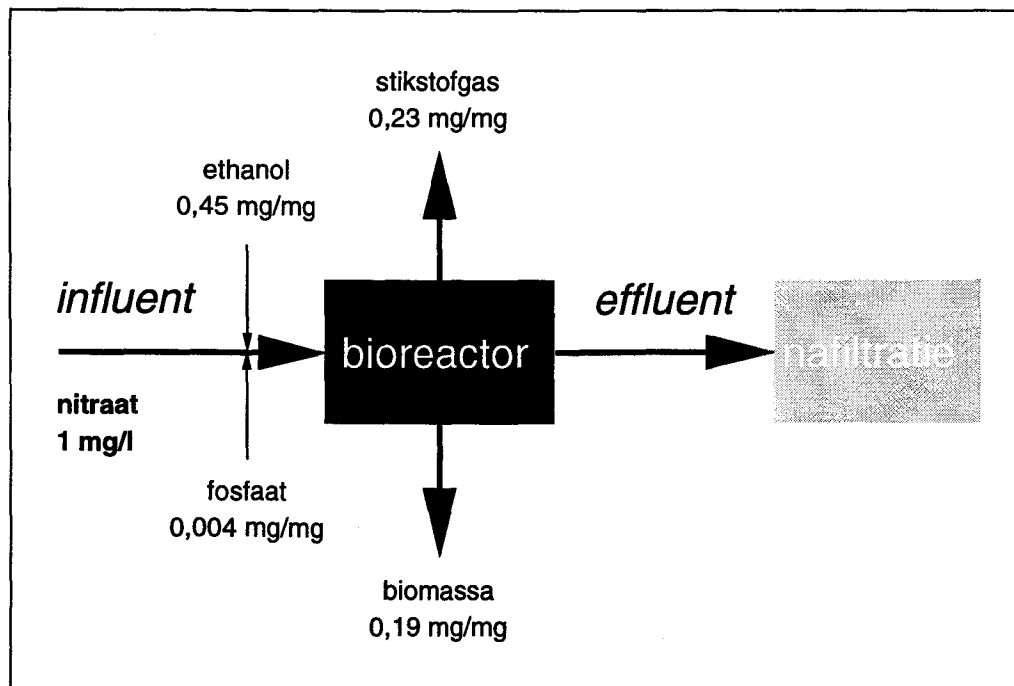 stikstofgas
0,23 mg/mg
ethanol
0,45 mg/mg
influent
effluent
bioreactor
nafiltratie
nitraat
1 mg/l
fosfaat
0,004 mg/mg
biomassa
0,19 mg/mg